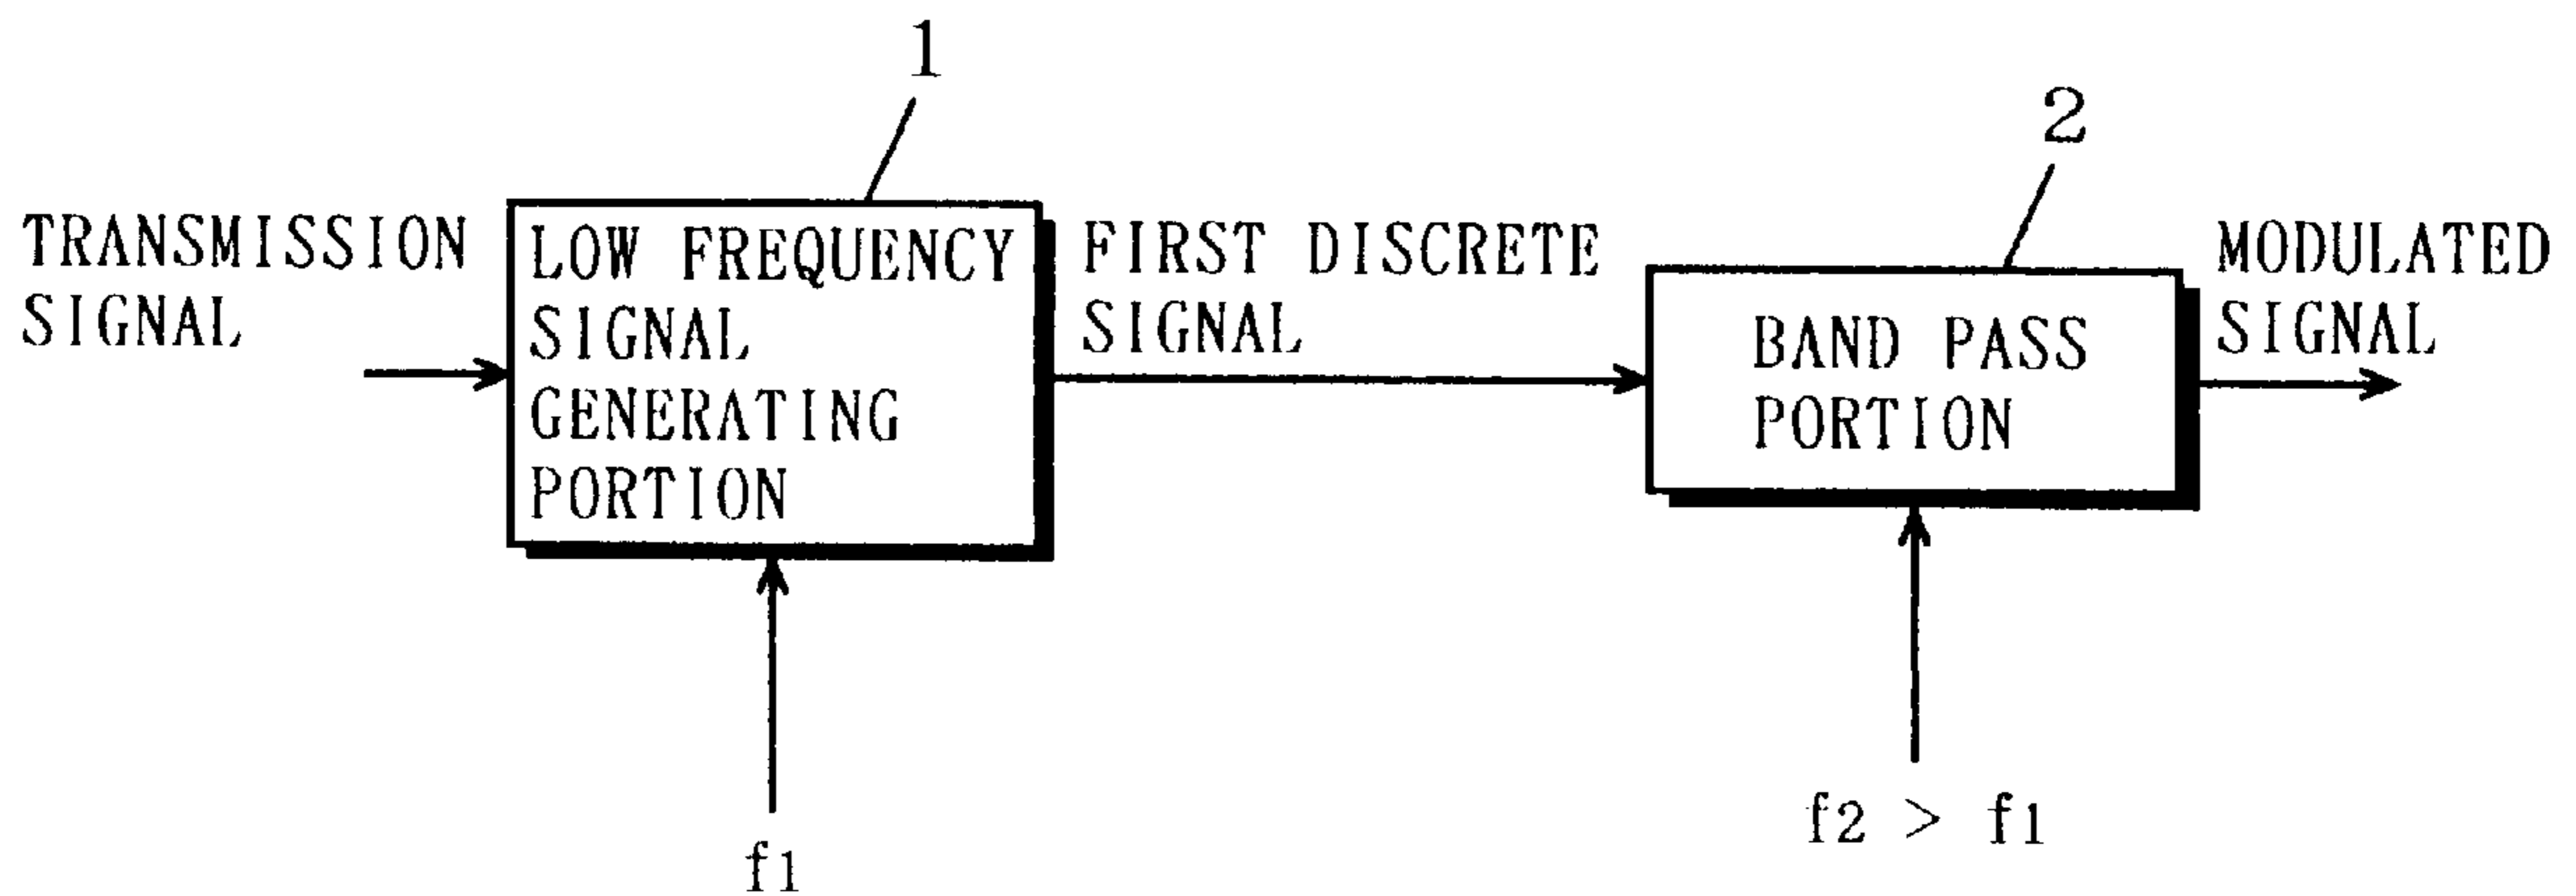 1
2
TRANSMISSION
SIGNAL
LOW FREQUENCY
SIGNAL
GENERATING
PORTION
FIRST DISCRETE
SIGNAL
BAND PASS
PORTION
MODULATED
SIGNAL
f1
f2 > f1